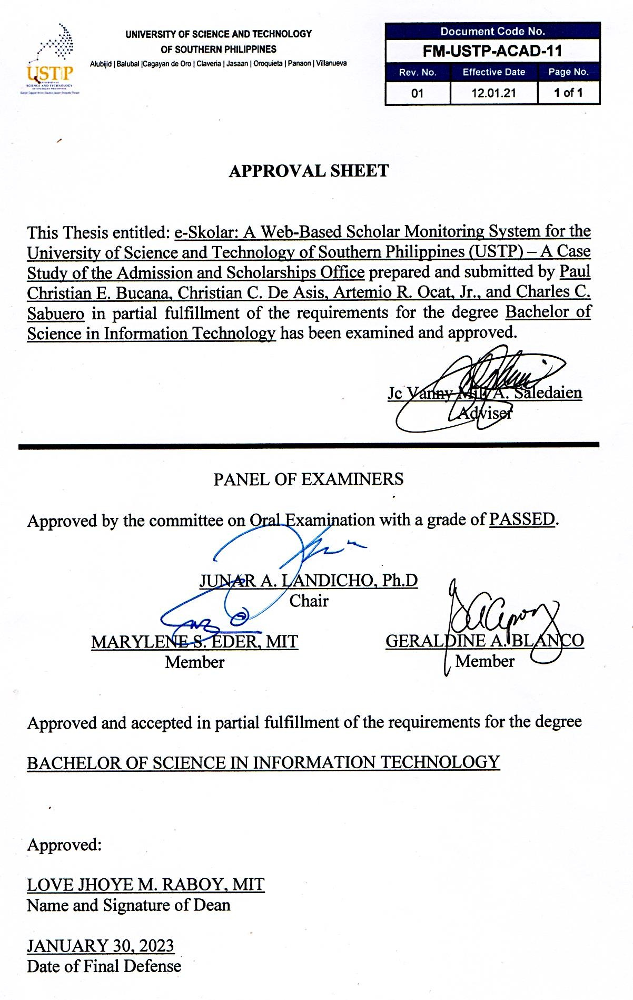 USTP
UNIVERSITY OF
SCIENCE AND TECHNOLOGY
OF SOUTHERN PHILIPPINES
UNIVERSITY OF SCIENCE AND TECHNOLOGY
OF SOUTHERN PHILIPPINES
Alubijid | Balubal |Cagayan de Oro | Claveria | Jasaan | Oroquieta | Panaon | Villanueva
Document Code No.
FM-USTP-ACAD-11
Rev. No. Effective Date Page No.
01 12.01.21 1 of 1
APPROVAL SHEET
This Thesis entitled: e-Skolar: A Web-Based Scholar Monitoring System for the
University of Science and Technology of Southern Philippines (USTP) – A Case
Study of the Admission and Scholarships Office prepared and submitted by Paul
Christian E. Bucana, Christian C. De Asis, Artemio R. Ocat, Jr., and Charles C.
Sabuero in partial fulfillment of the requirements for the degree Bachelor of
Science in Information Technology has been examined and approved.
Jc Vanny Mill A. Saledaien
Adviser
PANEL OF EXAMINERS
Approved by the committee on Oral Examination with a grade of PASSED.
JUNAR A. LANDICHO, Ph.D
Chair
MARYLENE S. EDER, MIT
Member
GERALDINE A. BLANCO
Member
Approved and accepted in partial fulfillment of the requirements for the degree
BACHELOR OF SCIENCE IN INFORMATION TECHNOLOGY
Approved:
LOVE JHOYE M. RABOY, MIT
Name and Signature of Dean
JANUARY 30, 2023
Date of Final Defense